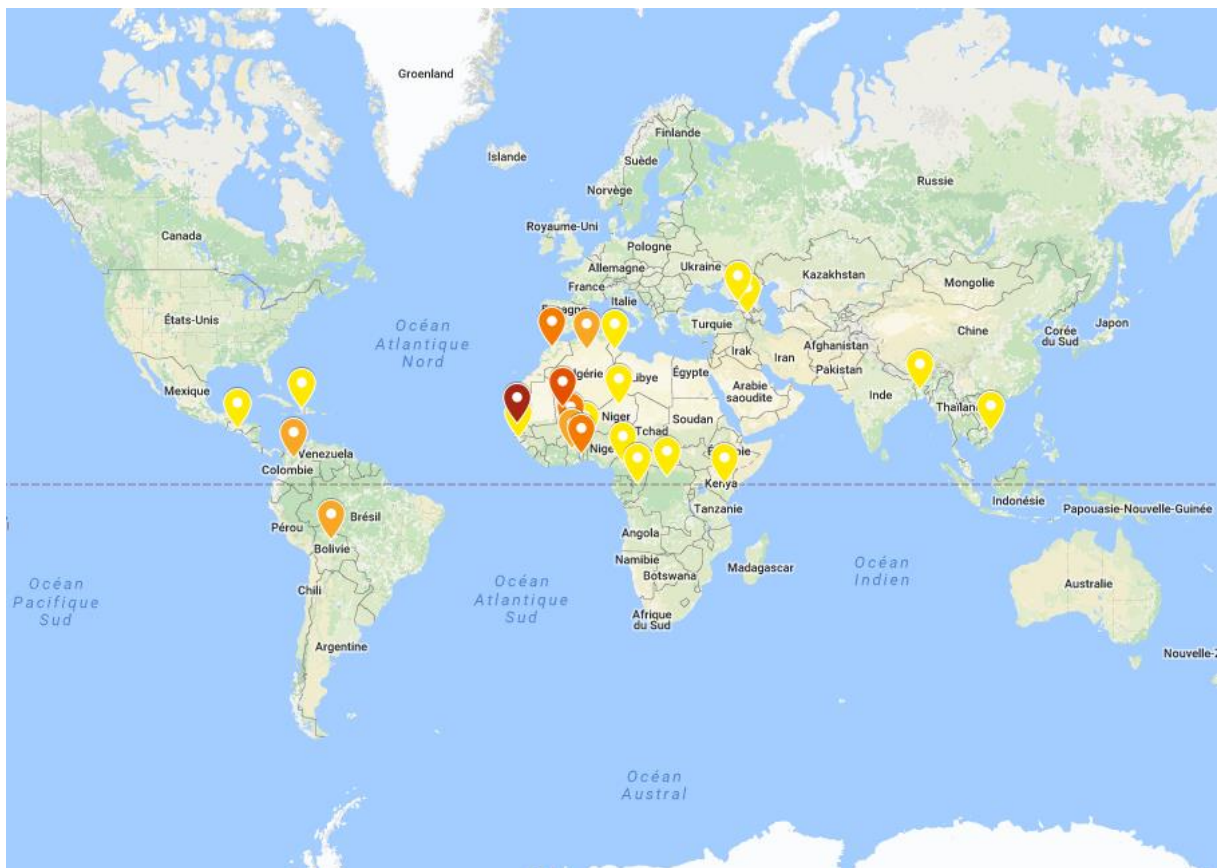 Groenland
Islande
Finlande
Suède
Norvège
Russie
Royaume-Uni
Canada
Pologne
Allemagne
Ukraine
Kazakhstan
Mongolie
France
Italie
États-Unis
Océan
Atlantique
Nord
Turquie
Chine
Corée
du Sud
Japon
Afghanistan
Irak
Iran
Pakistan
Égypte
Mexique
Arabie
saoudite
Inde
Niger
Soudan
Tchad
Venezuela
Colombie
Kenya
Indonésie
Papouasie-Nouvelle-Guinée
Tanzanie
Brésil
Pérou
Angola
Bolivie
Namibie
Madagascar
Océan
Indien
Botswana
Océan
Pacifique
Sud
Chili
Océan
Atlantique
Sud
Australie
Afrique
du Sud
Argentine
Nouvelle-Z
Océan
Austral